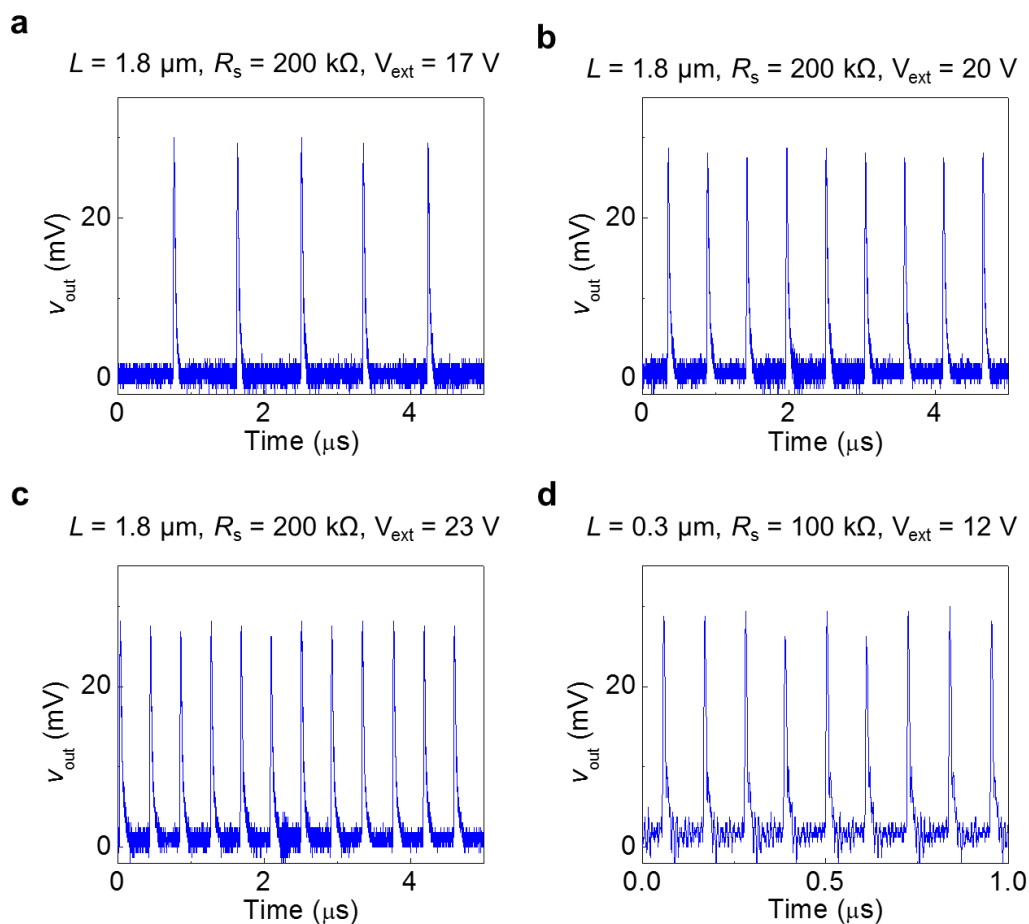 a
L = 1.8 µm, Rs = 200 kΩ, Vext = 17 V
20
0
vout (mV)
0 2 4
Time (µs)
b
L = 1.8 µm, Rs = 200 kΩ, Vext = 20 V
20
0
vout (mV)
0 2 4
Time (µs)
c
L = 1.8 µm, Rs = 200 kΩ, Vext = 23 V
20
0
vout (mV)
0 2 4
Time (µs)
d
L = 0.3 µm, Rs = 100 kΩ, Vext = 12 V
20
0
vout (mV)
0.0 0.5 1.0
Time (µs)